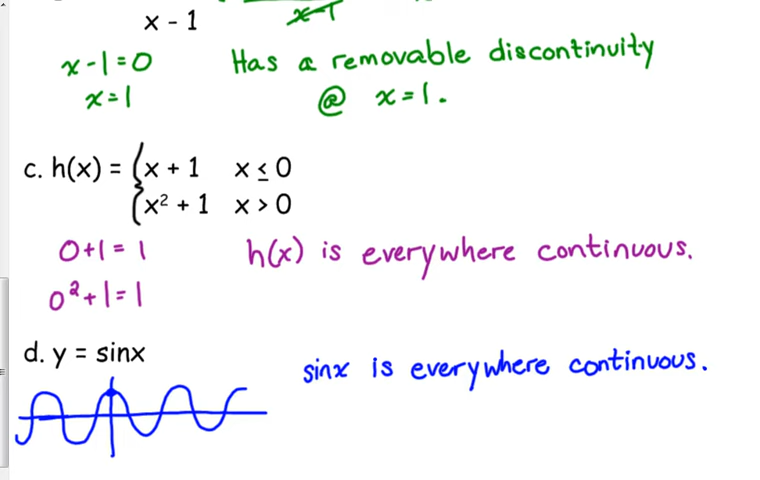 x - 1
x-1
x-1=0
Has a removable discontinuity
x=1
@ x=1.
c. h(x) = { x + 1 x ≤ 0
{ x² + 1 x > 0
0+1=1
h(x) is everywhere continuous.
0²+1=1
d. y = sinx
sinx is everywhere continuous.